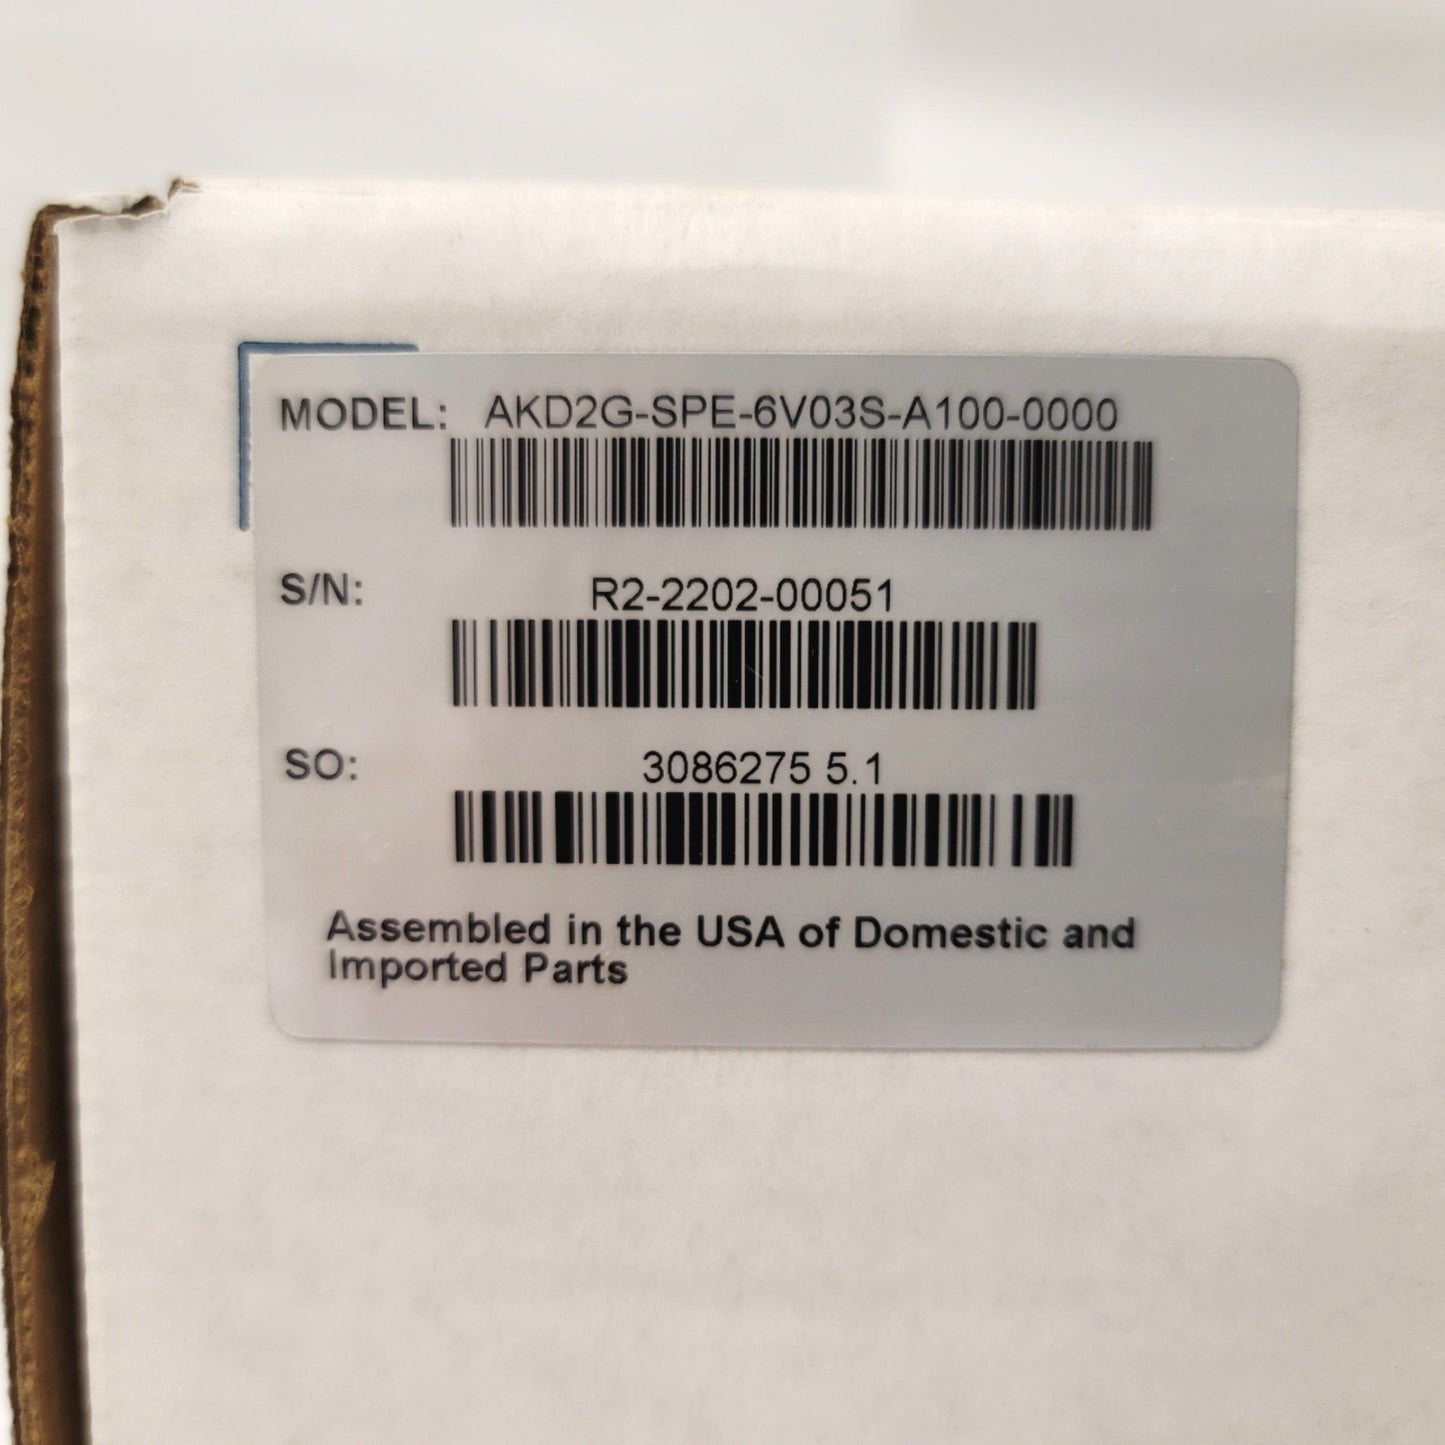 MODEL: AKD2G-SPE-6V03S-A100-0000
S/N: R2-2202-00051
SO: 3086275 5.1
Assembled in the USA of Domestic and
Imported Parts